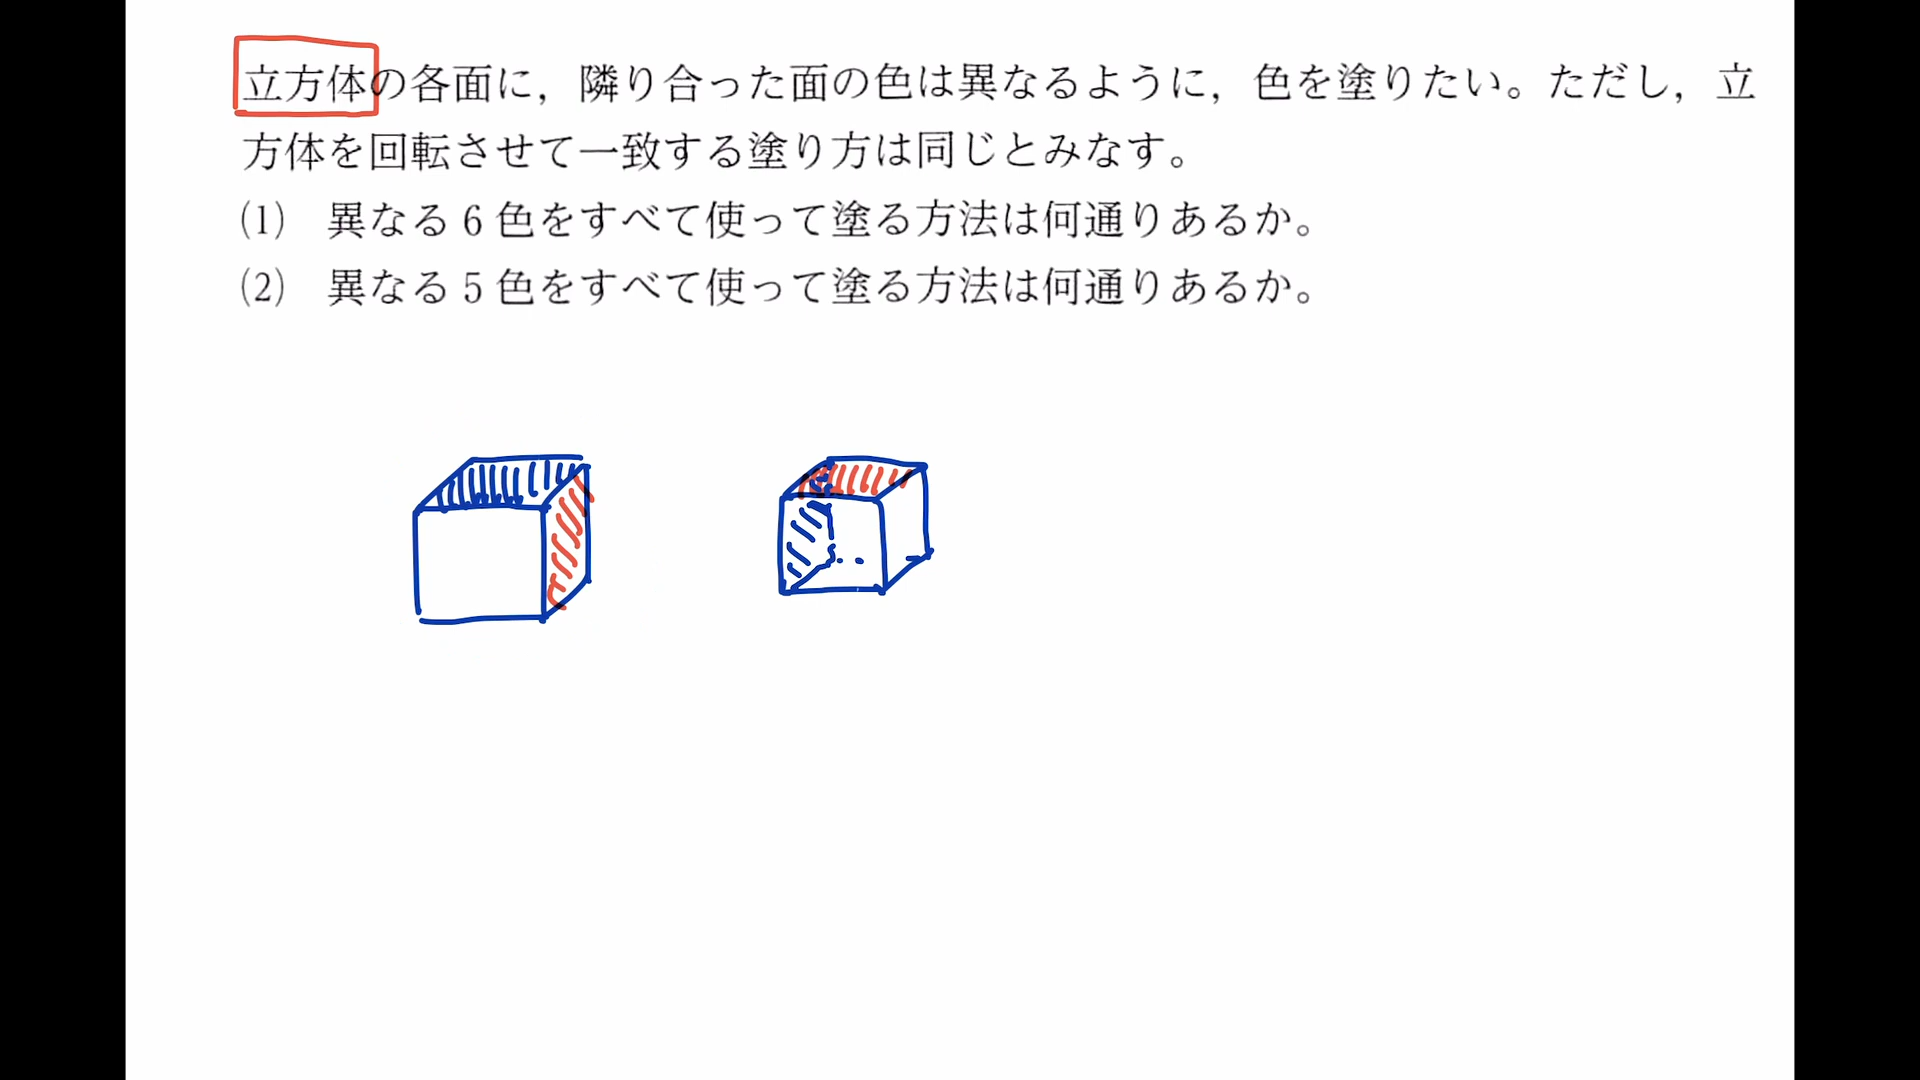 立方体の各面に，隣り合った面の色は異なるように，色を塗りたい。ただし，立
方体を回転させて一致する塗り方は同じとみなす。
(1) 異なる 6 色をすべて使って塗る方法は何通りあるか。
(2) 異なる 5 色をすべて使って塗る方法は何通りあるか。